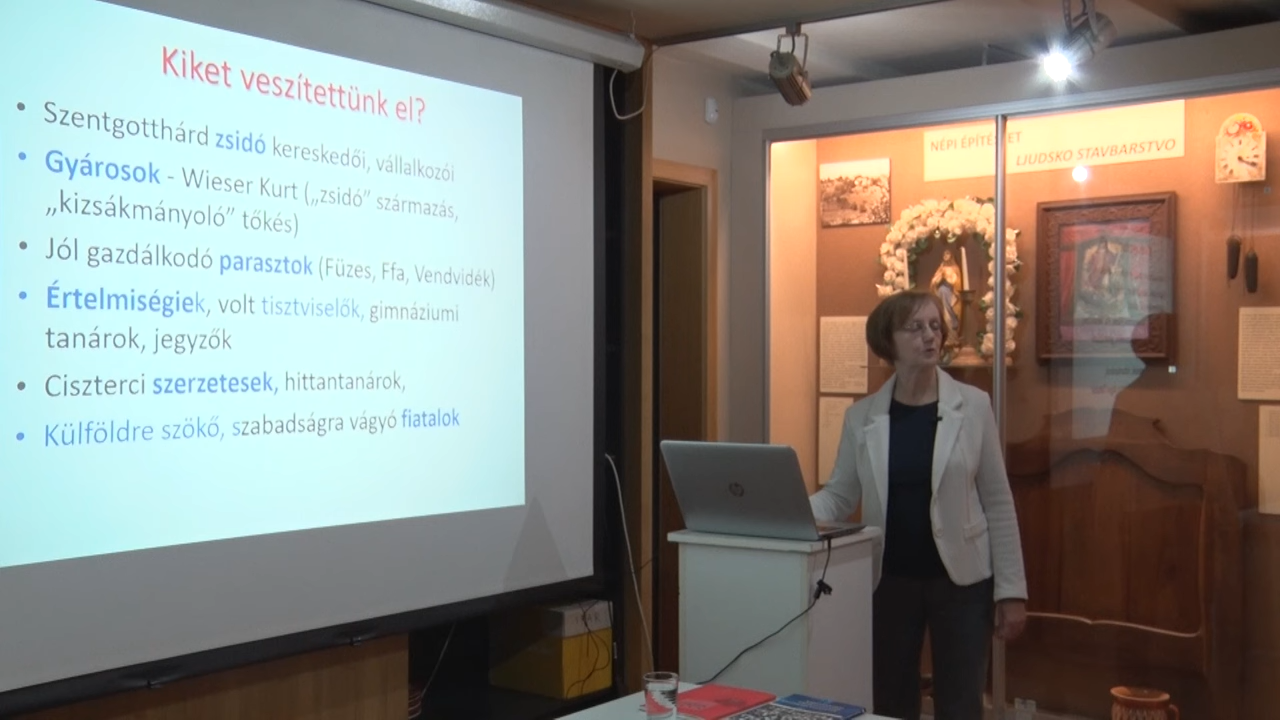 Kiket veszítettünk el?
• Szentgotthárd zsidó kereskedői, vállalkozói
• Gyárosok - Wieser Kurt („zsidó” származás,
„kizsákmányoló” tőkés)
• Jól gazdálkodó parasztok (Füzes, Ffa, Vendvidék)
• Értelmiségiek, volt tisztviselők, gimnáziumi
tanárok, jegyzők
• Ciszterci szerzetesek, hittantanárok,
• Külföldre szökő, szabadságra vágyó fiatalok
NÉPI ÉPÍTÉSZET
LJUDSKO STAVBARSTVO